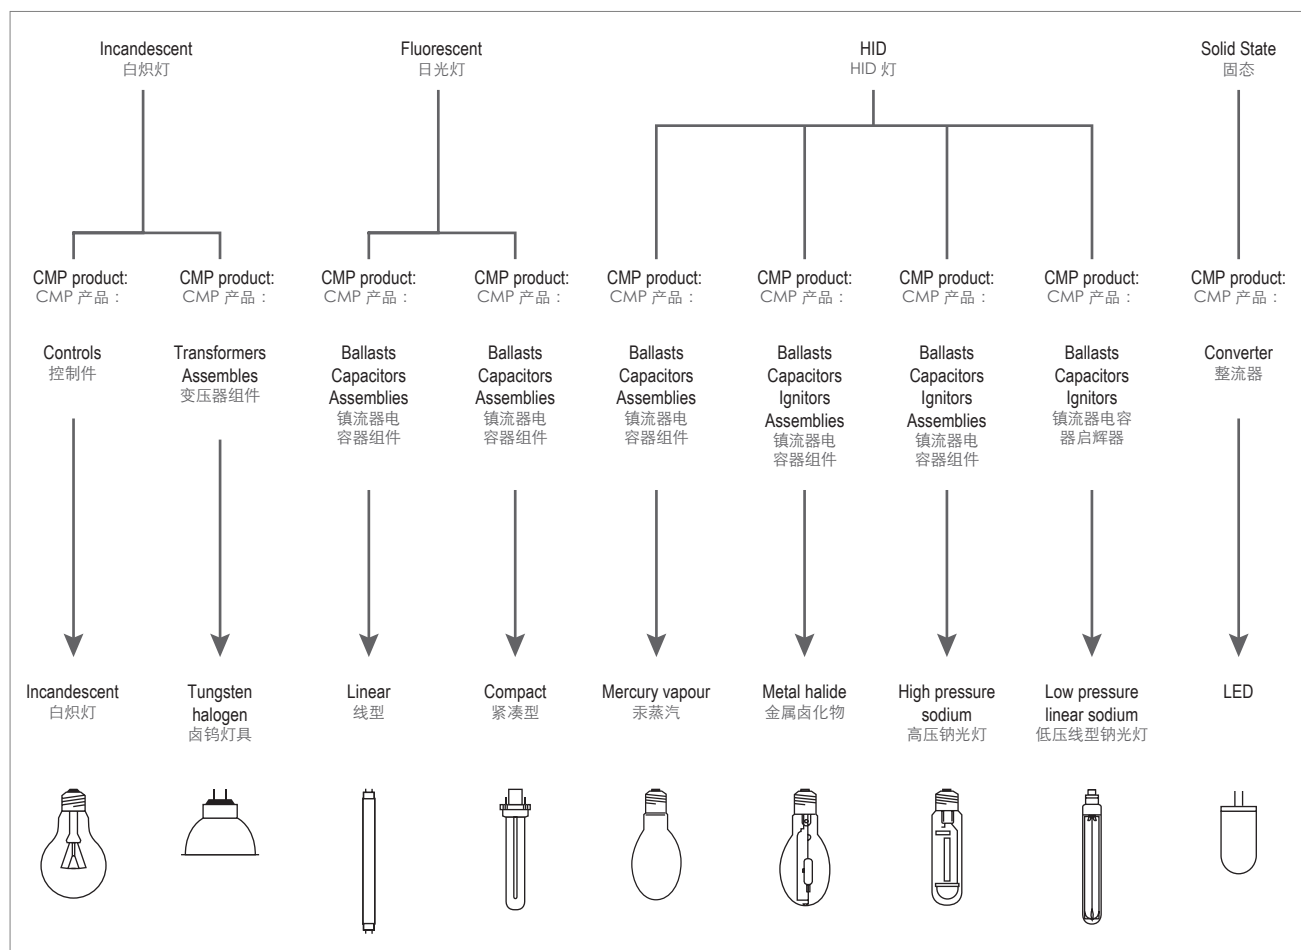 Incandescent
白炽灯
Fluorescent
日光灯
HID
HID 灯
Solid State
固态
CMP product:
CMP 产品：
CMP product:
CMP 产品：
CMP product:
CMP 产品：
CMP product:
CMP 产品：
CMP product:
CMP 产品：
CMP product:
CMP 产品：
CMP product:
CMP 产品：
CMP product:
CMP 产品：
CMP product:
CMP 产品：
Controls
控制件
Transformers
Assembles
变压器组件
Ballasts
Capacitors
Assemblies
镇流器电
容器组件
Ballasts
Capacitors
Assemblies
镇流器电
容器组件
Ballasts
Capacitors
Assemblies
镇流器电
容器组件
Ballasts
Capacitors
Ignitors
Assemblies
镇流器电
容器组件
Ballasts
Capacitors
Ignitors
Assemblies
镇流器电
容器组件
Ballasts
Capacitors
Ignitors
镇流器电容
器启辉器
Converter
整流器
Incandescent
白炽灯
Tungsten
halogen
卤钨灯具
Linear
线型
Compact
紧凑型
Mercury vapour
汞蒸汽
Metal halide
金属卤化物
High pressure
sodium
高压钠光灯
Low pressure
linear sodium
低压线型钠光灯
LED